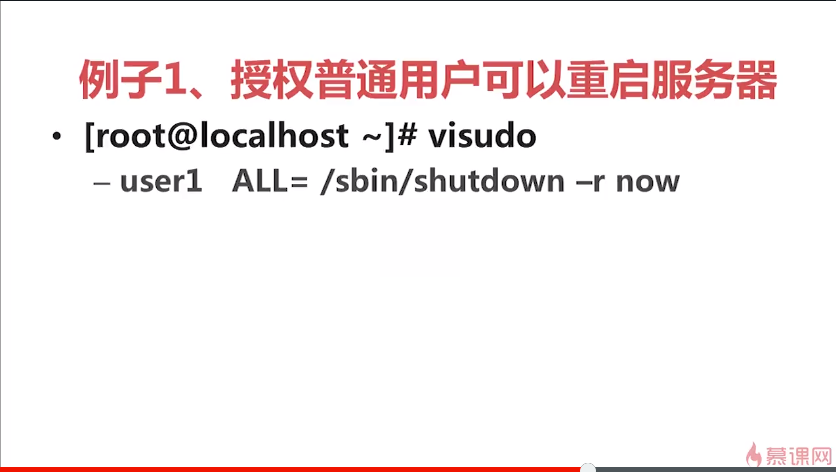 例子1、授权普通用户可以重启服务器
• [root@localhost ~]# visudo
– user1 ALL= /sbin/shutdown –r now
慕课网